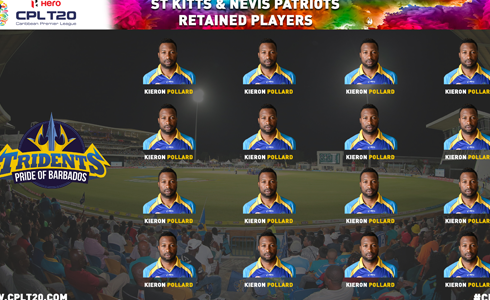 ST KITTS & NEVIS PATRIOTS
RETAINED PLAYERS
Hero
CPLT20
Caribbean Premier League
KIERON POLLARD KIERON POLLARD KIERON POLLARD KIERON POLLARD
KIERON POLLARD KIERON POLLARD KIERON POLLARD KIERON POLLARD
TRIDENTS
PRIDE OF BARBADOS
KIERON POLLARD KIERON POLLARD KIERON POLLARD KIERON POLLARD
KIERON POLLARD KIERON POLLARD KIERON POLLARD KIERON POLLARD
W.CPLT20.COM
#C